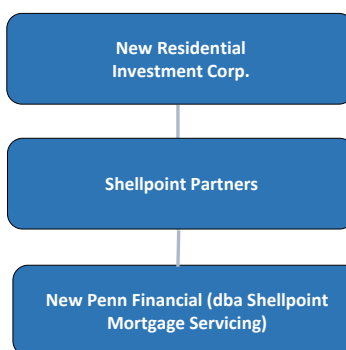 New Residential
Investment Corp.
Shellpoint Partners
New Penn Financial (dba Shellpoint
Mortgage Servicing)